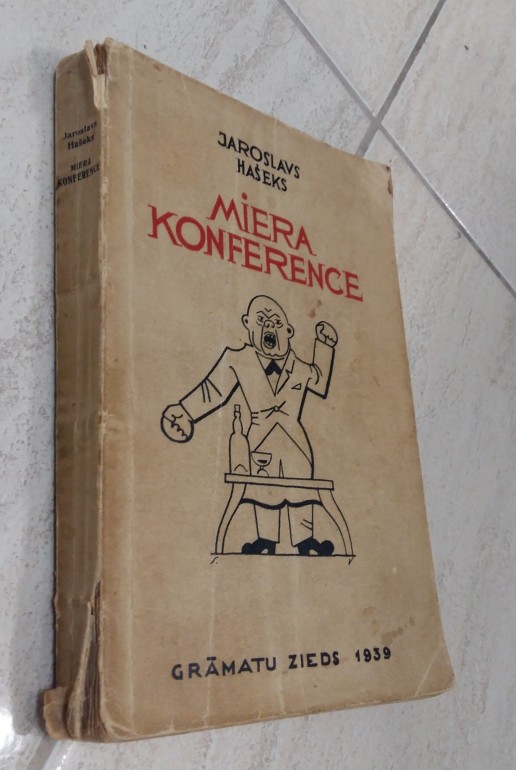 Jaroslavs
Hašeks
MIERA
KONFERENCE
JAROSLAVS
HAŠEKS
MIERA
KONFERENCE
GRĀMATU ZIEDS 1939